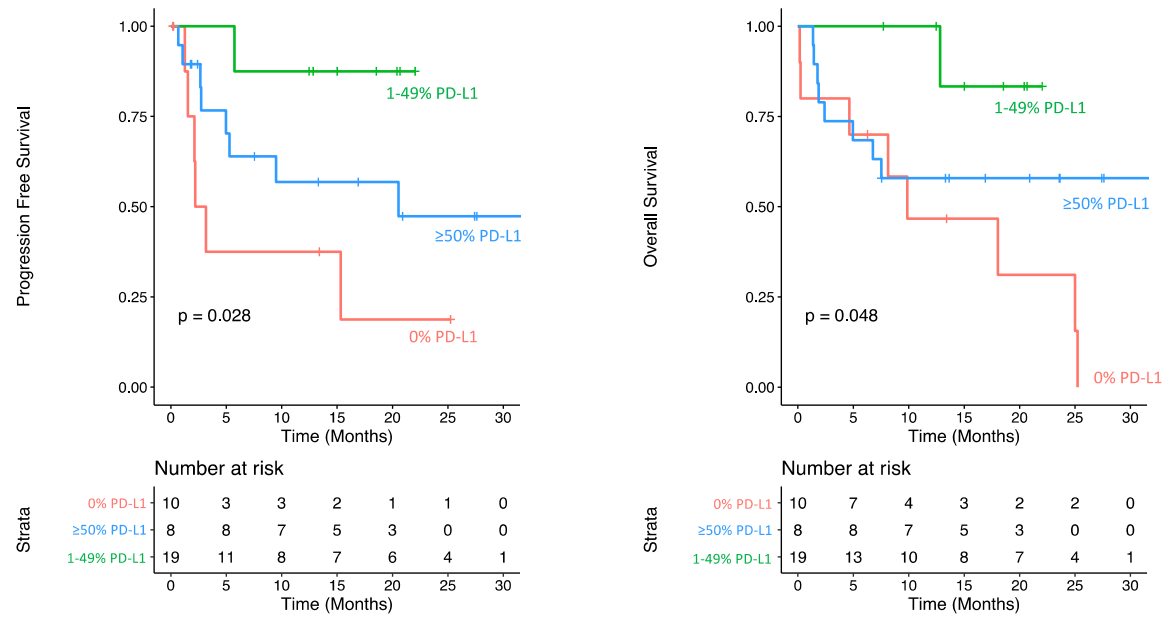 Progression Free Survival
1.00
0.75
0.50
0.25
0.00
1-49% PD-L1
≥50% PD-L1
0% PD-L1
p = 0.028
0 5 10 15 20 25 30
Time (Months)
Number at risk
Strata
0% PD-L1 10 3 3 2 1 1 0
≥50% PD-L1 8 8 7 5 3 0 0
1-49% PD-L1 19 11 8 7 6 4 1
0 5 10 15 20 25 30
Time (Months)
Overall Survival
1.00
0.75
0.50
0.25
0.00
1-49% PD-L1
≥50% PD-L1
p = 0.048
0% PD-L1
0 5 10 15 20 25 30
Time (Months)
Number at risk
Strata
0% PD-L1 10 7 4 3 2 2 0
≥50% PD-L1 8 8 7 5 3 0 0
1-49% PD-L1 19 13 10 8 7 4 1
0 5 10 15 20 25 30
Time (Months)